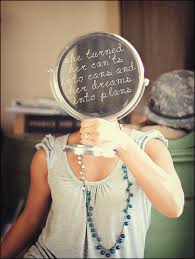 she turned
her can'ts
into cans and
her dreams
into plans